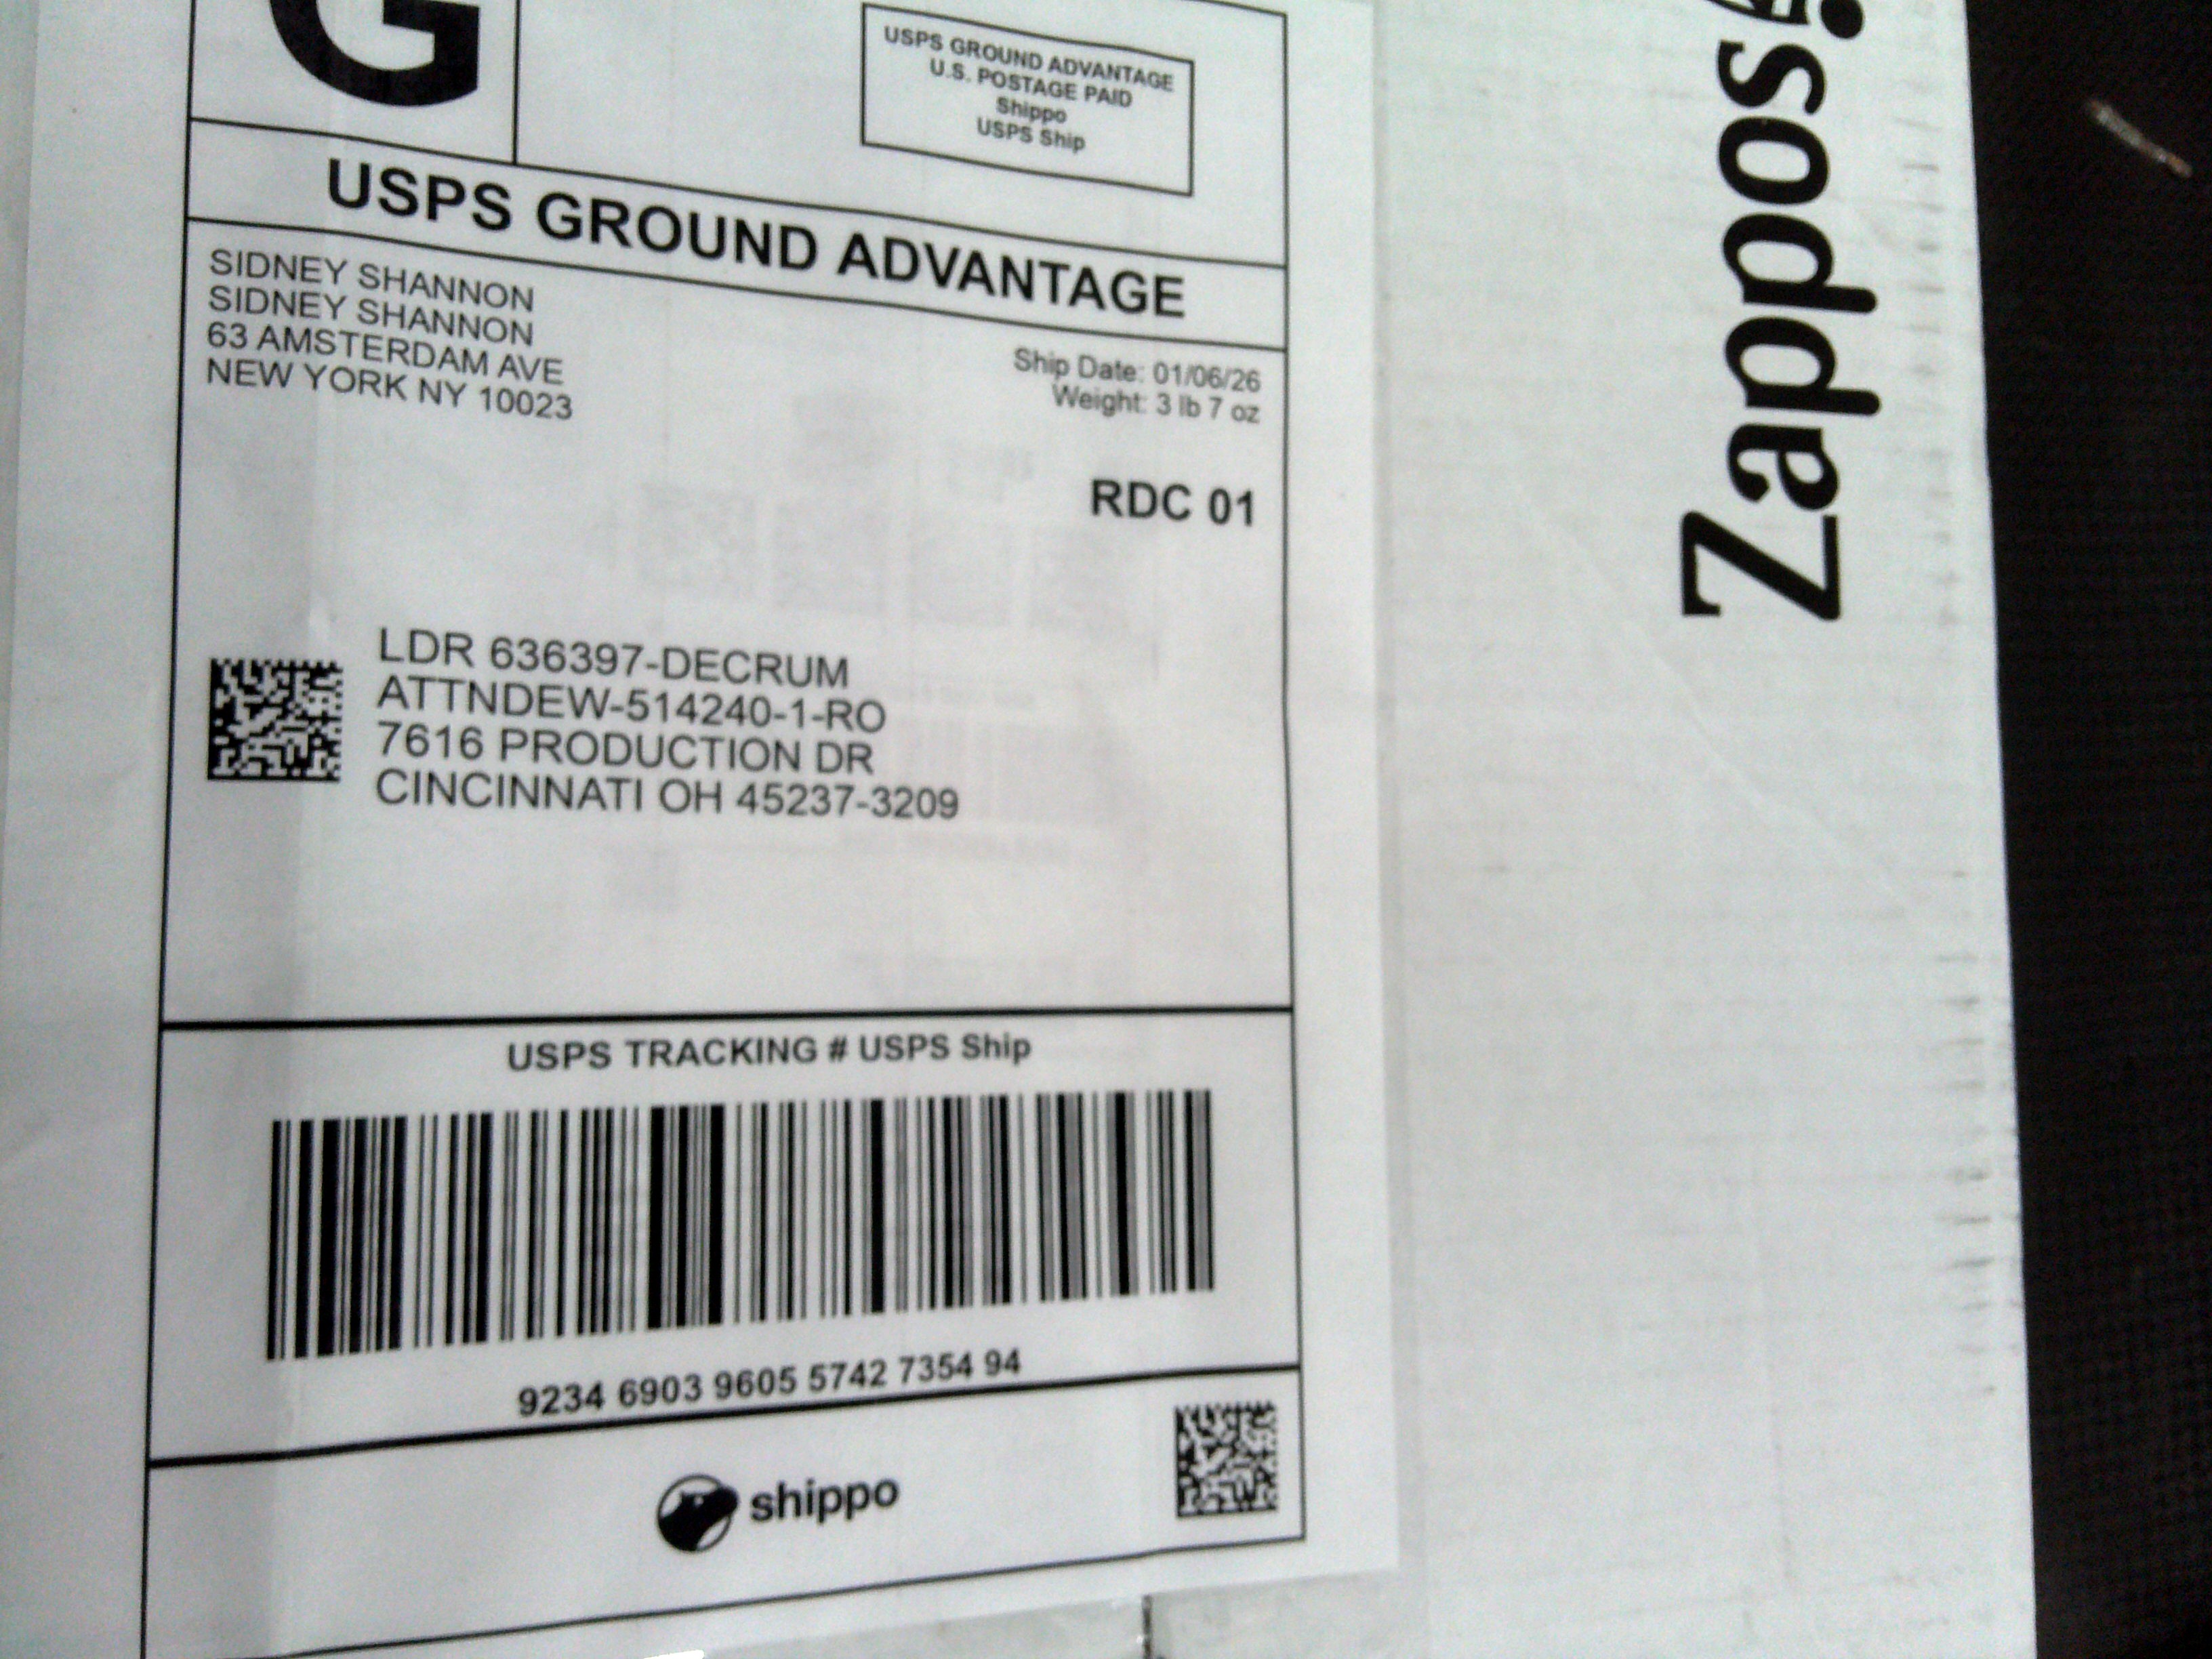 G
USPS GROUND ADVANTAGE
U.S. POSTAGE PAID
Shippo
USPS Ship
USPS GROUND ADVANTAGE
SIDNEY SHANNON
SIDNEY SHANNON
63 AMSTERDAM AVE
NEW YORK NY 10023
Ship Date: 01/06/26
Weight: 3 lb 7 oz
RDC 01
LDR 636397-DECRUM
ATTNDEW-514240-1-RO
7616 PRODUCTION DR
CINCINNATI OH 45237-3209
USPS TRACKING # USPS Ship
9234 6903 9605 5742 7354 94
shippo
Zappos